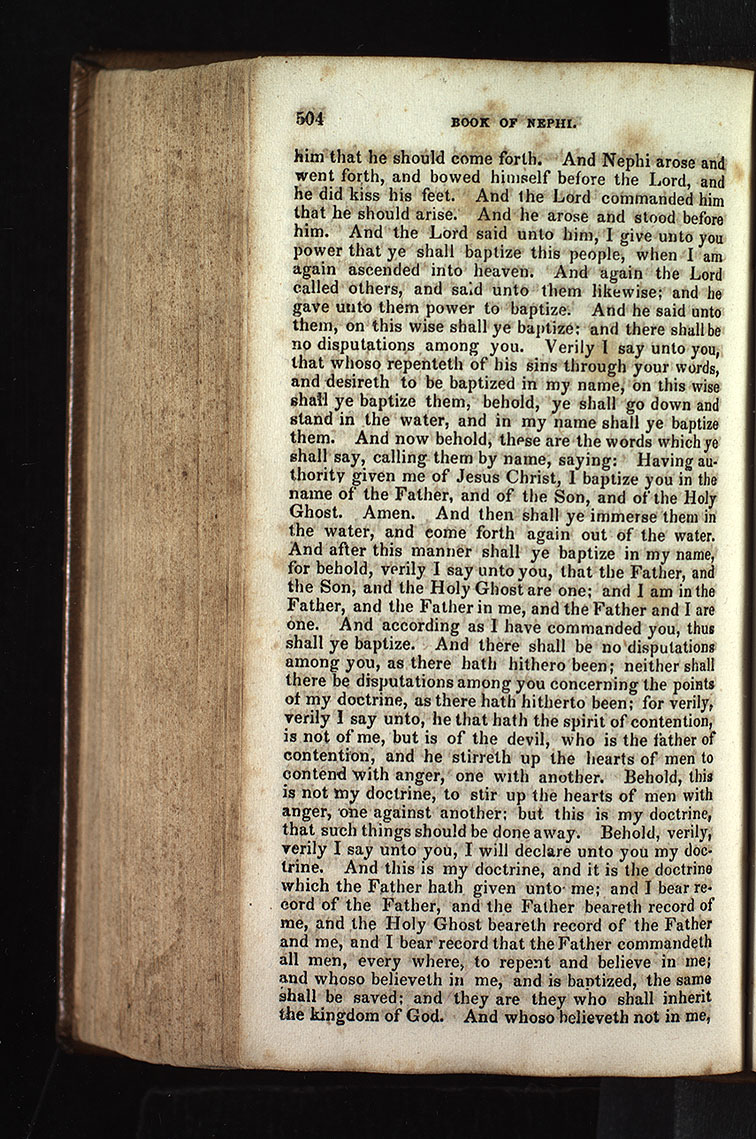 504
BOOK OF NEPHI.
him that he should come forth. And Nephi arose and
went forth, and bowed himself before the Lord, and
he did kiss his feet. And the Lord commanded him
that he should arise. And he arose and stood before
him. And the Lord said unto him, I give unto you
power that ye shall baptize this people, when I am
again ascended into heaven. And again the Lord
called others, and said unto them likewise; and he
gave unto them power to baptize. And he said unto
them, on this wise shall ye baptize; and there shall be
no disputations among you. Verily I say unto you,
that whoso repenteth of his sins through your words,
and desireth to be baptized in my name, on this wise
shall ye baptize them, behold, ye shall go down and
stand in the water, and in my name shall ye baptize
them. And now behold, these are the words which ye
shall say, calling them by name, saying: Having au-
thority given me of Jesus Christ, I baptize you in the
name of the Father, and of the Son, and of the Holy
Ghost. Amen. And then shall ye immerse them in
the water, and come forth again out of the water.
And after this manner shall ye baptize in my name,
for behold, verily I say unto you, that the Father, and
the Son, and the Holy Ghost are one; and I am in the
Father, and the Father in me, and the Father and I are
one. And according as I have commanded you, thus
shall ye baptize. And there shall be no disputations
among you, as there hath hithero been; neither shall
there be disputations among you concerning the points
of my doctrine, as there hath hitherto been; for verily,
verily I say unto, he that hath the spirit of contention,
is not of me, but is of the devil, who is the father of
contention, and he stirreth up the hearts of men to
contend with anger, one with another. Behold, this
is not my doctrine, to stir up the hearts of men with
anger, one against another; but this is my doctrine,
that such things should be done away. Behold, verily,
verily I say unto you, I will declare unto you my doc-
trine. And this is my doctrine, and it is the doctrine
which the Father hath given unto me; and I bear re-
cord of the Father, and the Father beareth record of
me, and the Holy Ghost beareth record of the Father
and me, and I bear record that the Father commandeth
all men, every where, to repent and believe in me;
and whoso believeth in me, and is baptized, the same
shall be saved; and they are they who shall inherit
the kingdom of God. And whoso believeth not in me,